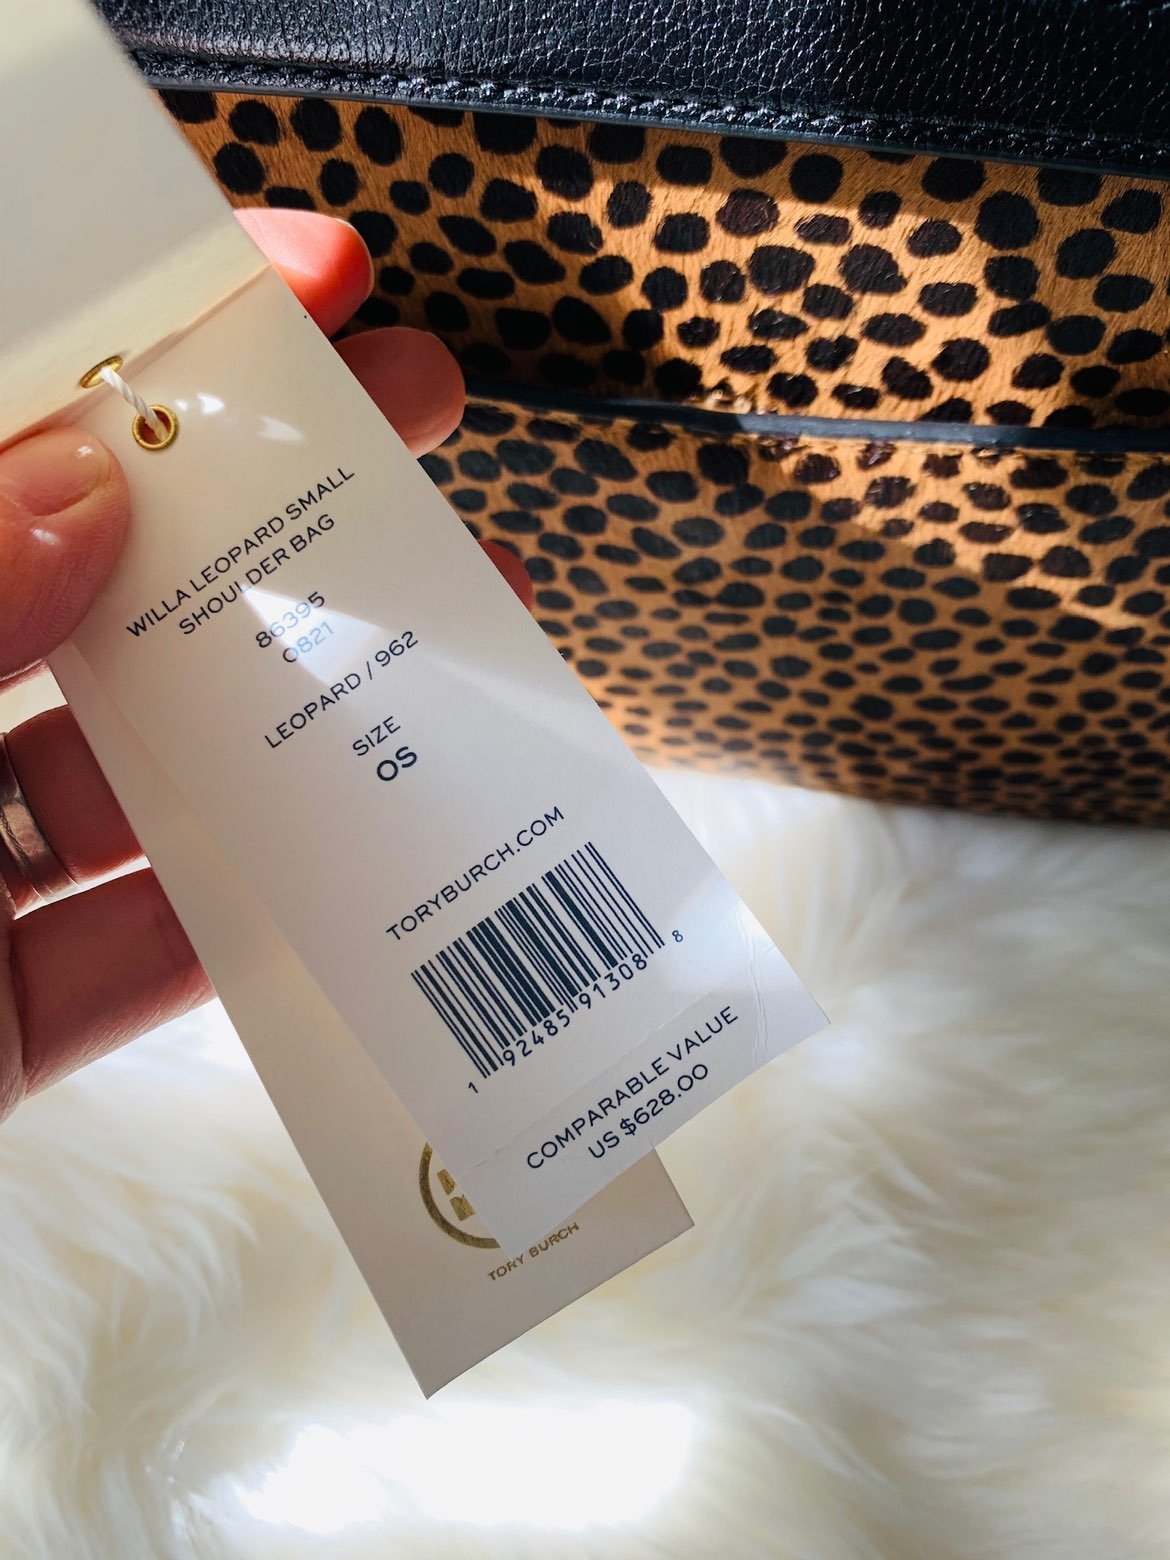 WILLA LEOPARD SMALL
SHOULDER BAG
86395
0821
LEOPARD / 962
SIZE
OS
TORYBURCH.COM
1 92485 91308 8
COMPARABLE VALUE
US $628.00
TORY BURCH